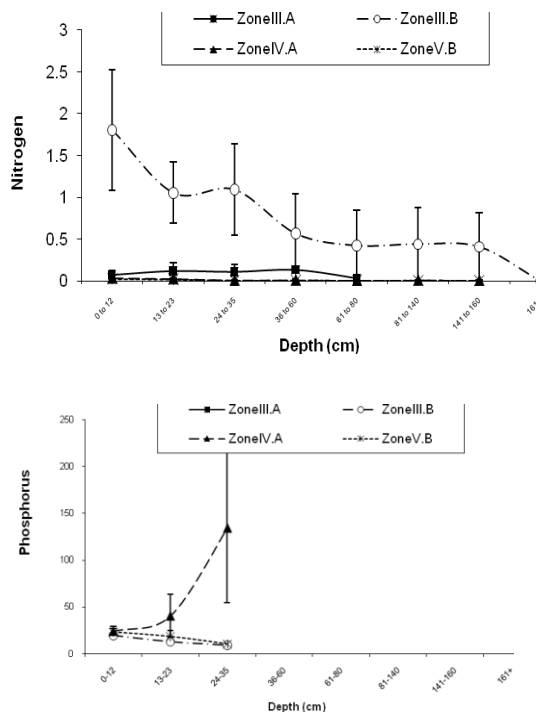 ZoneIII.A ZoneIII.B
ZoneIV.A ZoneV.B
3
2.5
2
1.5
1
0.5
0
Nitrogen
0 to 12 13 to 23 24 to 35 36 to 60 61 to 80 81 to 140 141 to 160 161
Depth (cm)
ZoneIII.A ZoneIII.B
ZoneIV.A ZoneV.B
250
200
150
100
50
0
Phosphorus
0-12 13-23 24-35 36-60 61-80 81-140 141-160 161+
Depth (cm)